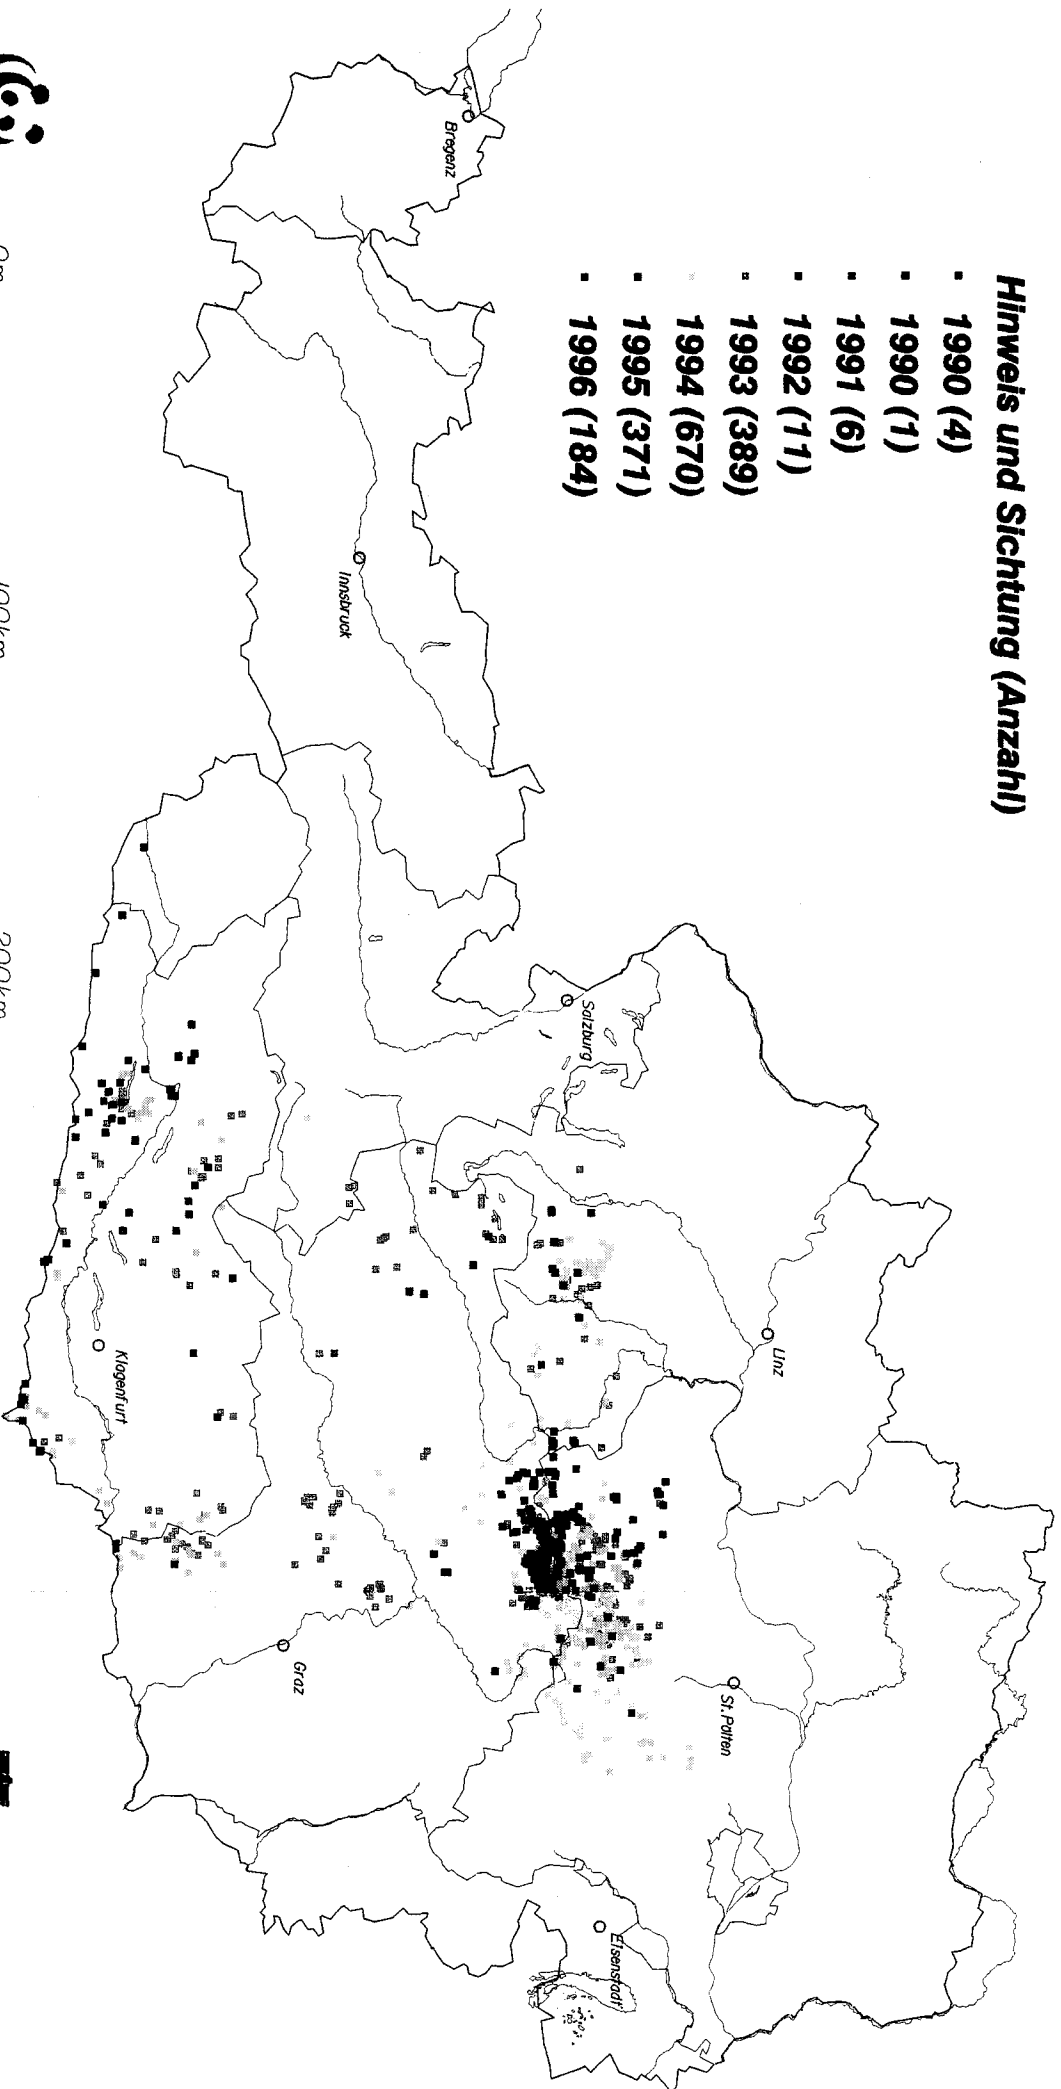 Hinweis und Sichtung (Anzahl)
1990 (4)
1990 (1)
1991 (6)
1992 (11)
1993 (389)
1994 (670)
1995 (371)
1996 (184)
Bregenz
Innsbruck
Salzburg
Linz
St.Pölten
Eisenstadt
Graz
Klagenfurt
100km
200km